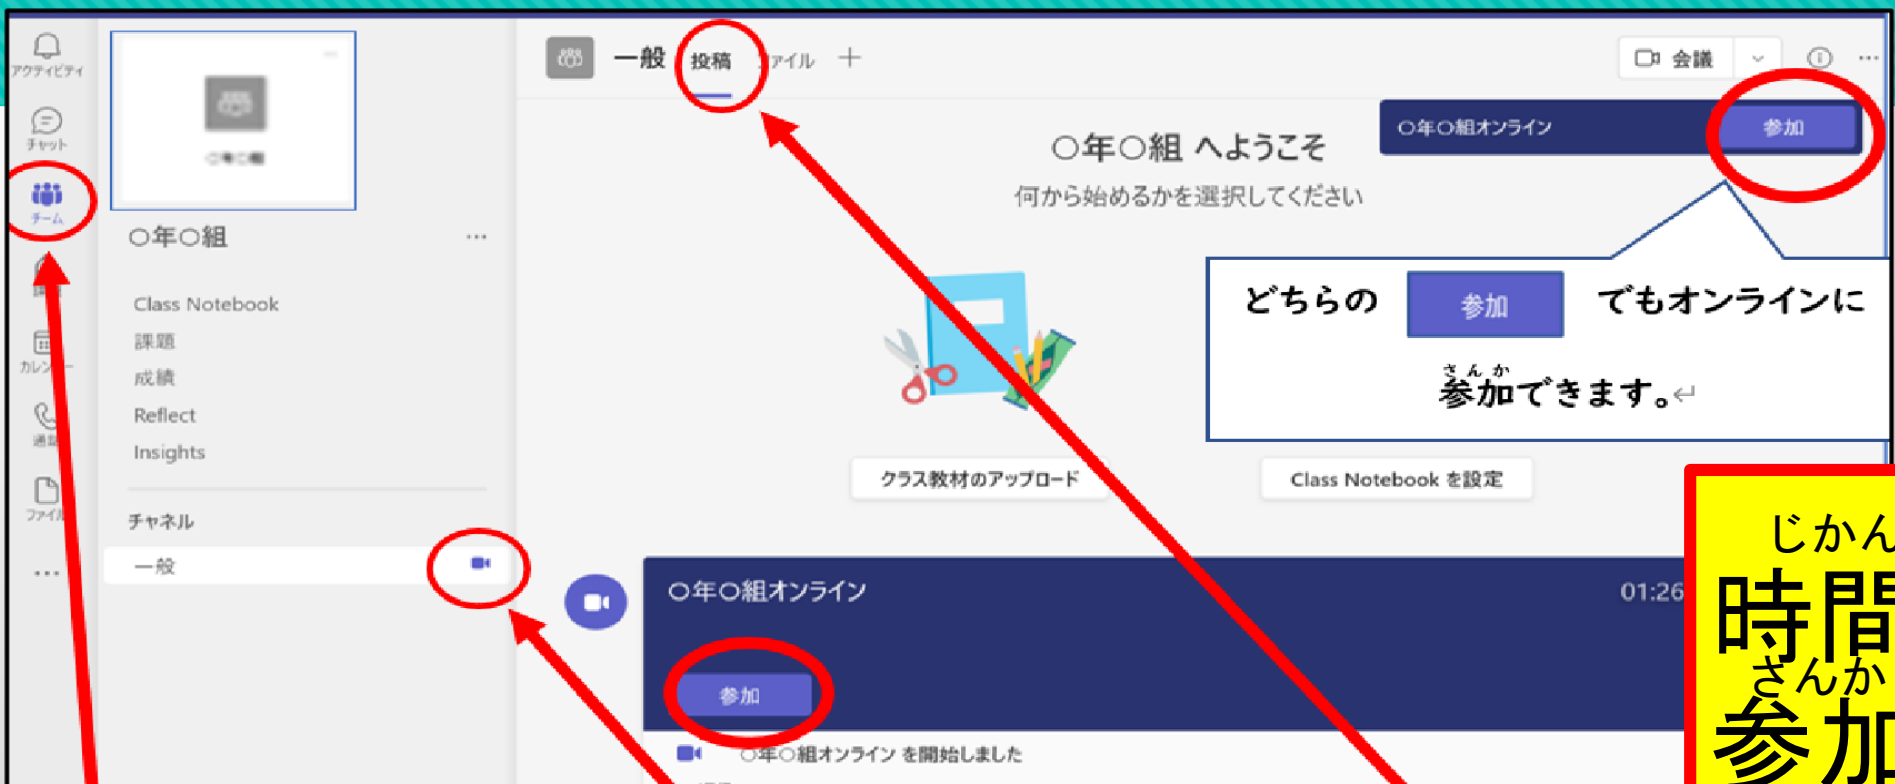 アクティビティ
チャット
チーム
ファイル
○年○組
Class Notebook
課題
成績
Reflect
Insights
チャネル
一般
一般 投稿 ファイル +
会議
○年○組 へようこそ
何から始めるかを選択してください
○年○組オンライン 参加
どちらの 参加 でもオンラインに
さんか
参加できます。
クラス教材のアップロード
Class Notebook を設定
○年○組オンライン 01:26
参加
○年○組オンライン を開始しました
じかん
時間
さんか
参加